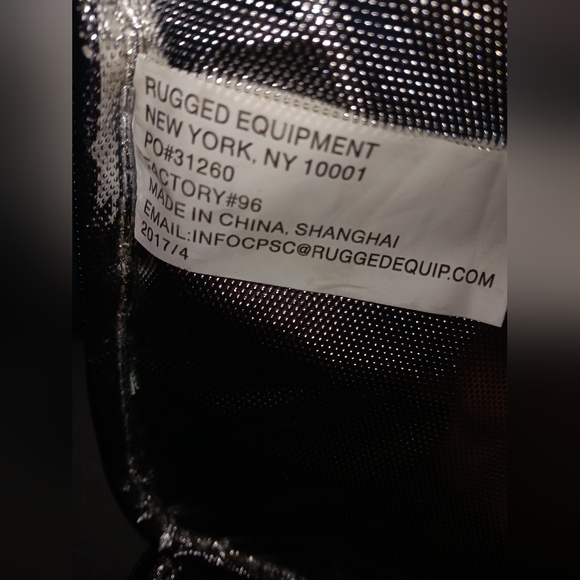 RUGGED EQUIPMENT
NEW YORK, NY 10001
PO#31260
FACTORY#96
MADE IN CHINA, SHANGHAI
EMAIL:INFOCPSC@RUGGEDEQUIP.COM
2017/4